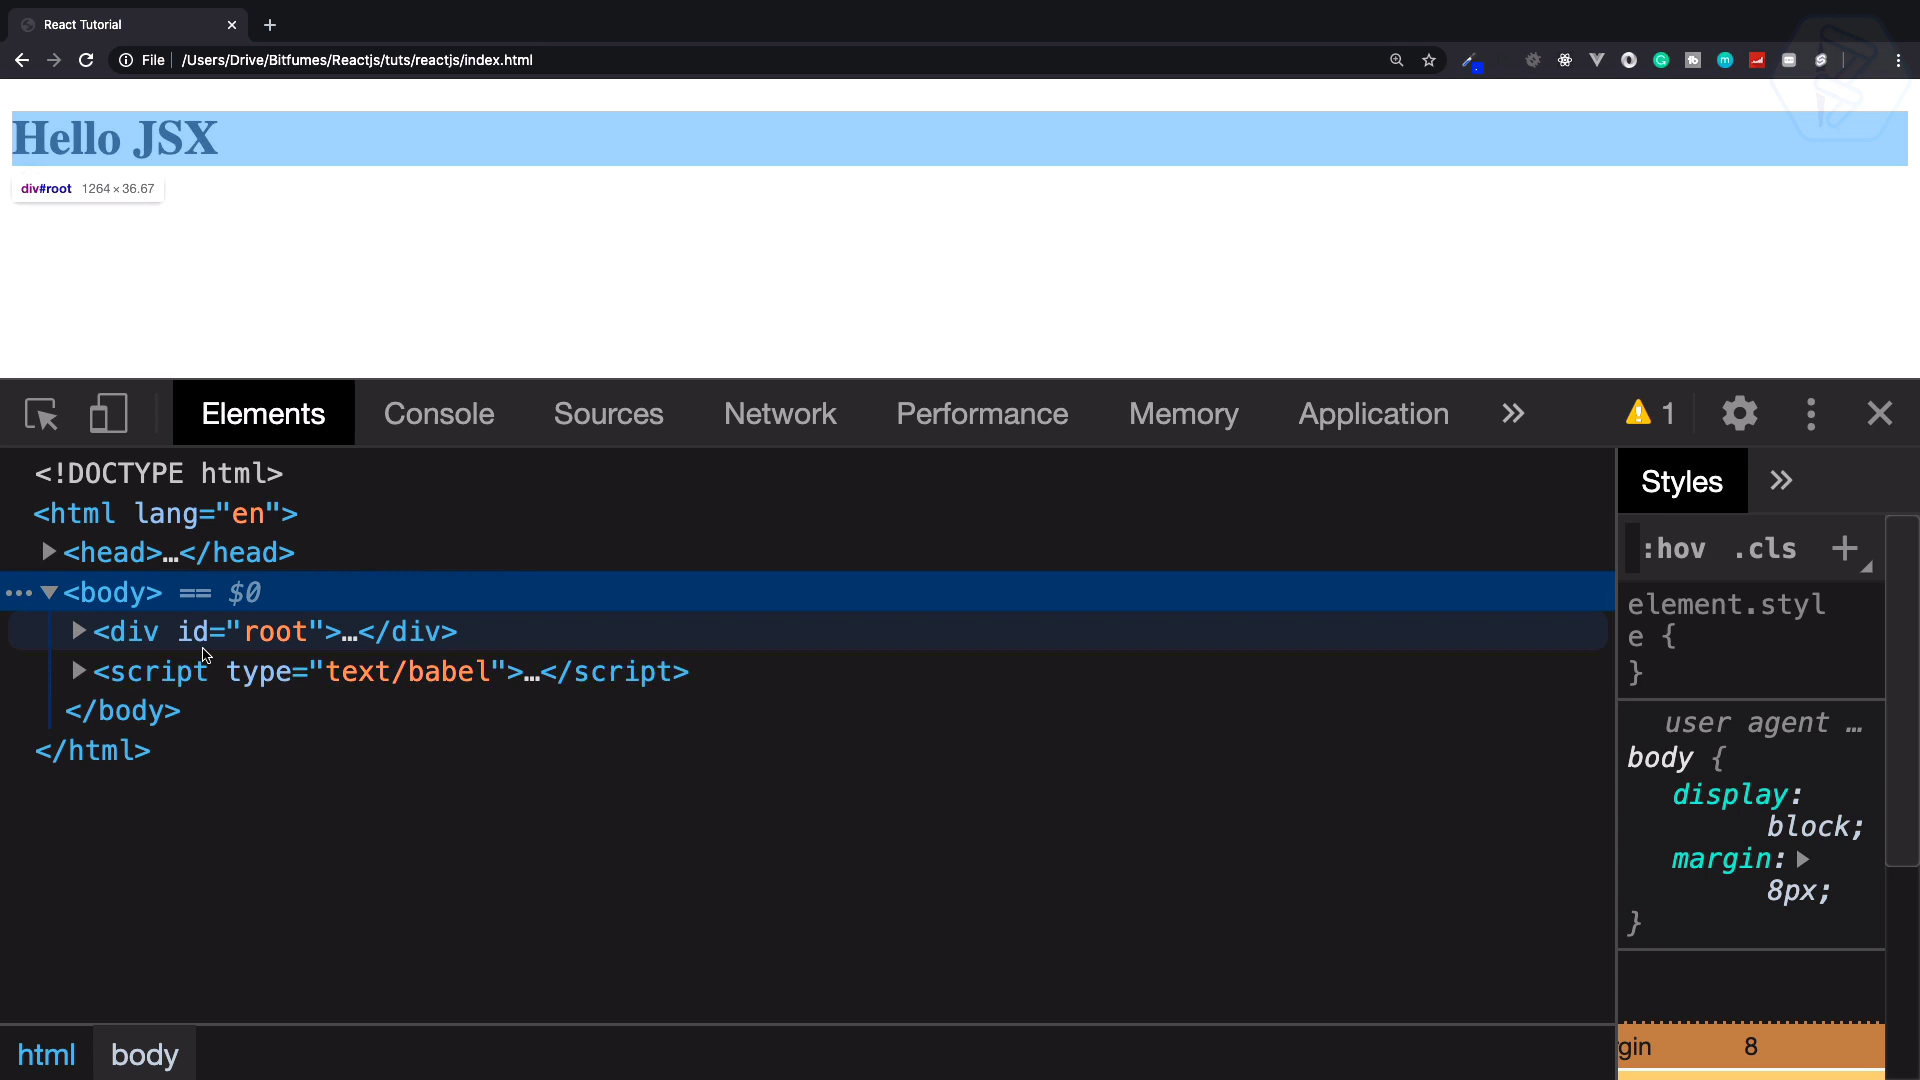 React Tutorial
File
/Users/Drive/Bitfumes/Reactjs/tuts/reactjs/index.html
Hello JSX
div#root 1264 × 36.67
Elements Console Sources Network Performance Memory Application » 1
<!DOCTYPE html>
<html lang="en">
<head>…</head>
<body> == $0
<div id="root">…</div>
<script type="text/babel">…</script>
</body>
</html>
html body
Styles »
:hov .cls +
element.styl
e {
}
user agent …
body {
display:
block;
margin:
8px;
}
gin 8